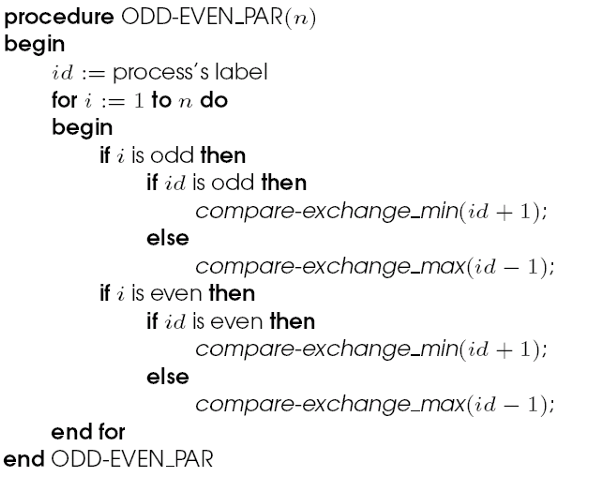 procedure ODD-EVEN_PAR(n)
begin
id := process's label
for i := 1 to n do
begin
if i is odd then
if id is odd then
compare-exchange_min(id + 1);
else
compare-exchange_max(id − 1);
if i is even then
if id is even then
compare-exchange_min(id + 1);
else
compare-exchange_max(id − 1);
end for
end ODD-EVEN_PAR